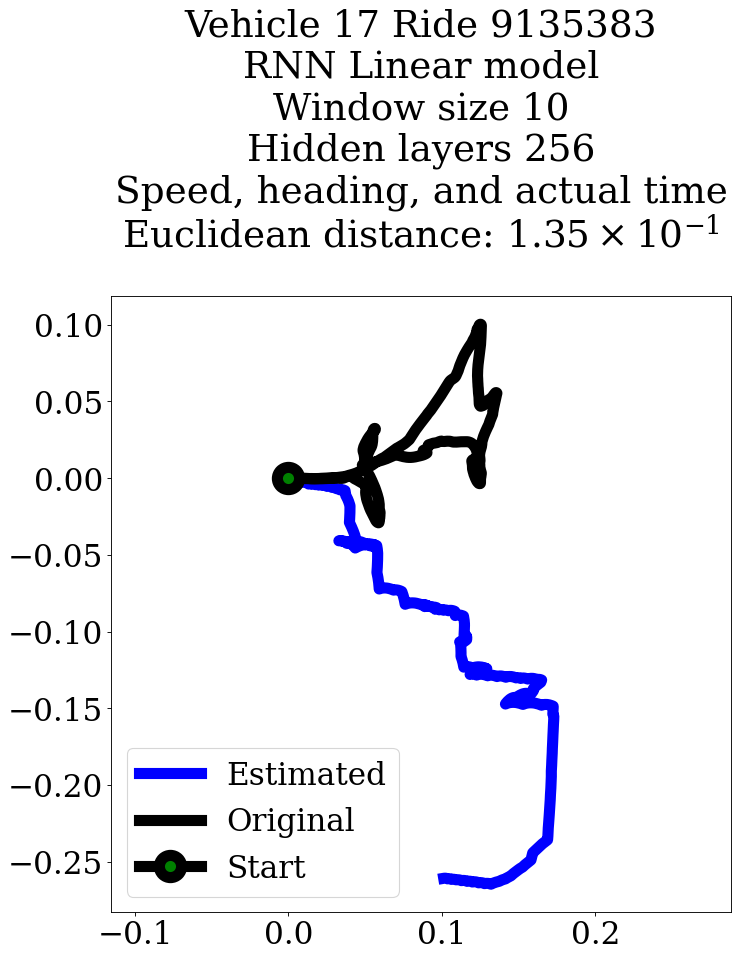 Vehicle 17 Ride 9135383
RNN Linear model
Window size 10
Hidden layers 256
Speed, heading, and actual time
Euclidean distance: 1.35 × 10⁻¹
0.10
0.05
0.00
−0.05
−0.10
−0.15
−0.20
−0.25
Estimated
Original
Start
−0.1
0.0
0.1
0.2